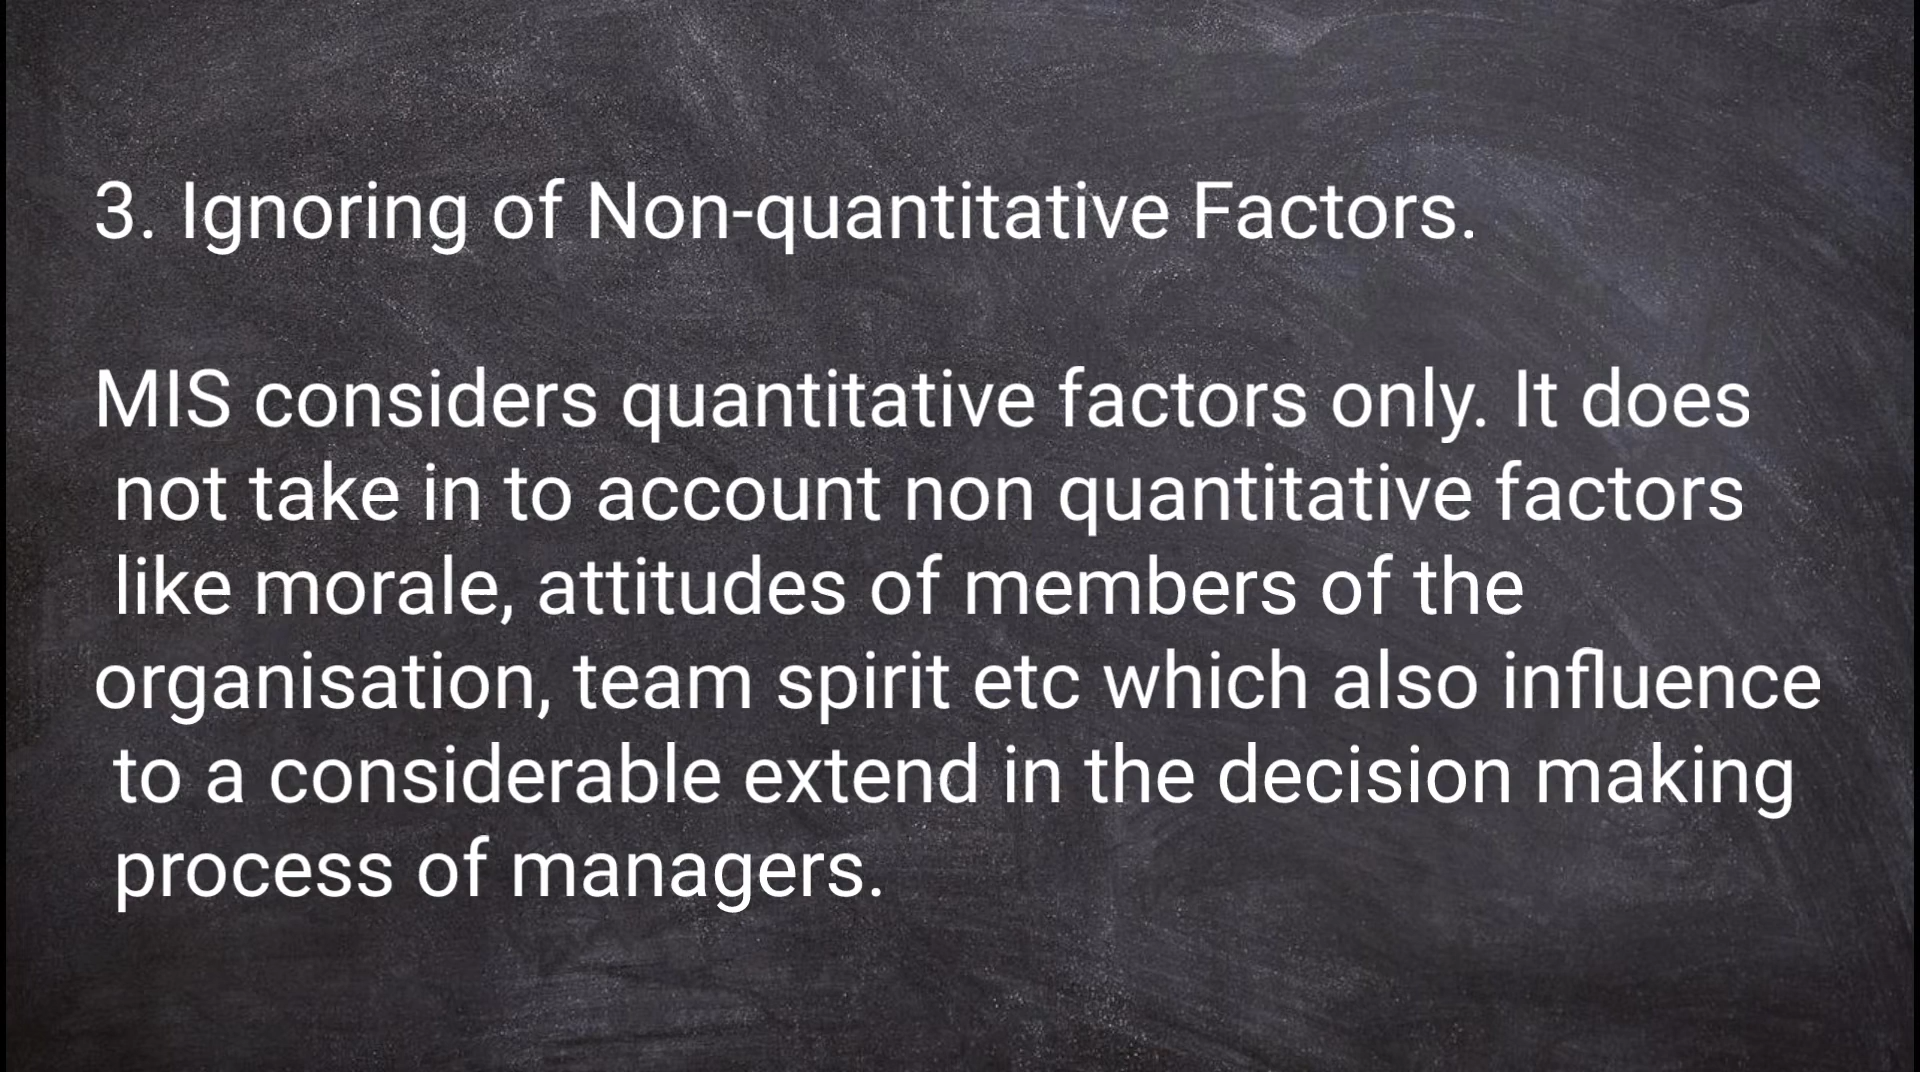 3. Ignoring of Non-quantitative Factors.
MIS considers quantitative factors only. It does
not take in to account non quantitative factors
like morale, attitudes of members of the
organisation, team spirit etc which also influence
to a considerable extend in the decision making
process of managers.